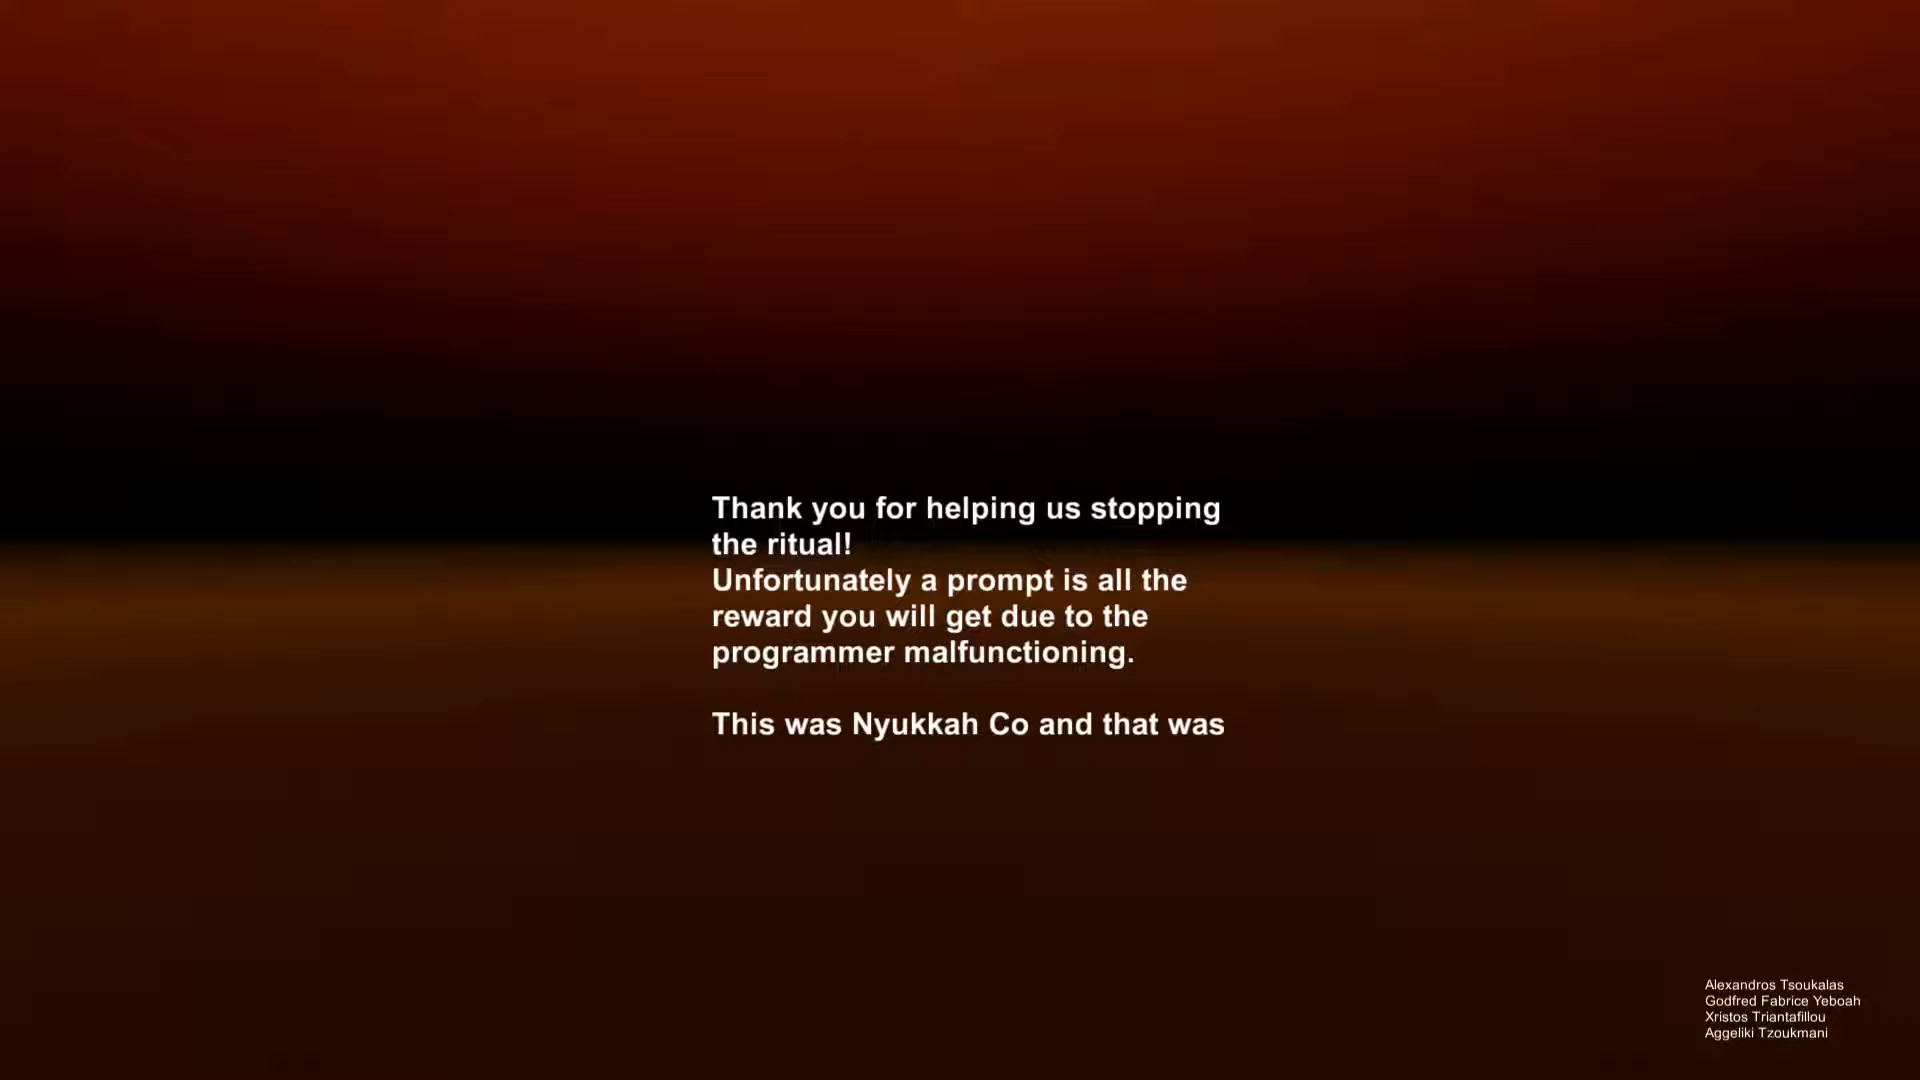 Thank you for helping us stopping
the ritual!
Unfortunately a prompt is all the
reward you will get due to the
programmer malfunctioning.
This was Nyukkah Co and that was
Alexandros Tsoukalas
Godfred Fabrice Yeboah
Xristos Triantafillou
Aggeliki Tzoukmani